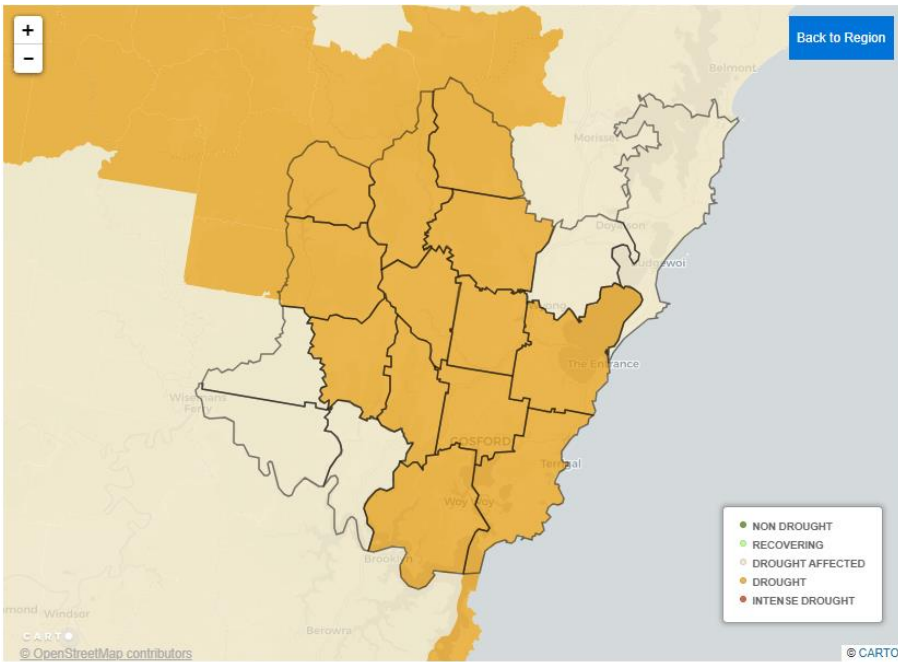 +
−
Back to Region
Belmont
Morisset
Doyalson
Budgewoi
The Entrance
Wisemans
Ferry
GOSFORD
Terrigal
Woy Woy
Brooklyn
NON DROUGHT
RECOVERING
DROUGHT AFFECTED
DROUGHT
INTENSE DROUGHT
Windsor
Berowra
CARTO
© OpenStreetMap contributors
© CARTO